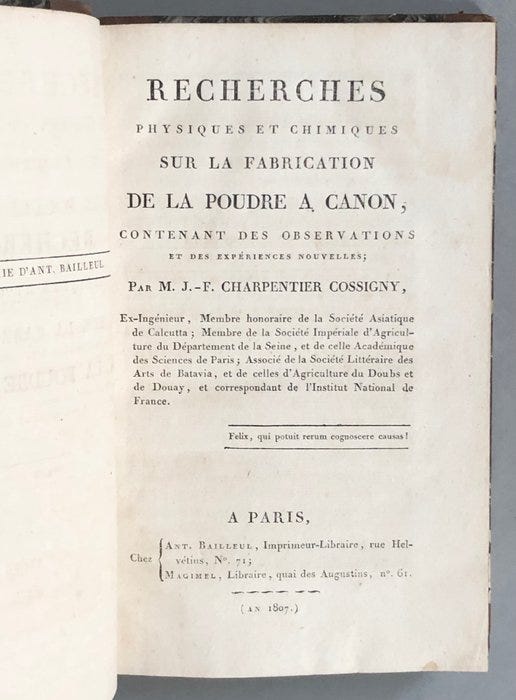 IE D'ANT. BAILLEUL
RECHERCHES
PHYSIQUES ET CHIMIQUES
SUR LA FABRICATION
DE LA POUDRE A CANON,
CONTENANT DES OBSERVATIONS
ET DES EXPÉRIENCES NOUVELLES;
PAR M. J.-F. CHARPENTIER COSSIGNY,
Ex-Ingénieur, Membre honoraire de la Société Asiatique
de Calcutta ; Membre de la Société Impériale d'Agricul-
ture du Département de la Seine, et de celle Académique
des Sciences de Paris; Associé de la Société Littéraire des
Arts de Batavia, et de celles d'Agriculture du Doubs et
de Douay, et correspondant de l'Institut National de
France.
Felix, qui potuit rerum cognoscere causas!
A PARIS,
Chez { ANT. BAILLEUL, Imprimeur-Libraire, rue Hel-
vétius, N°. 71;
MAGIMEL, Libraire, quai des Augustins, n°. 61.
(AN 1807.)